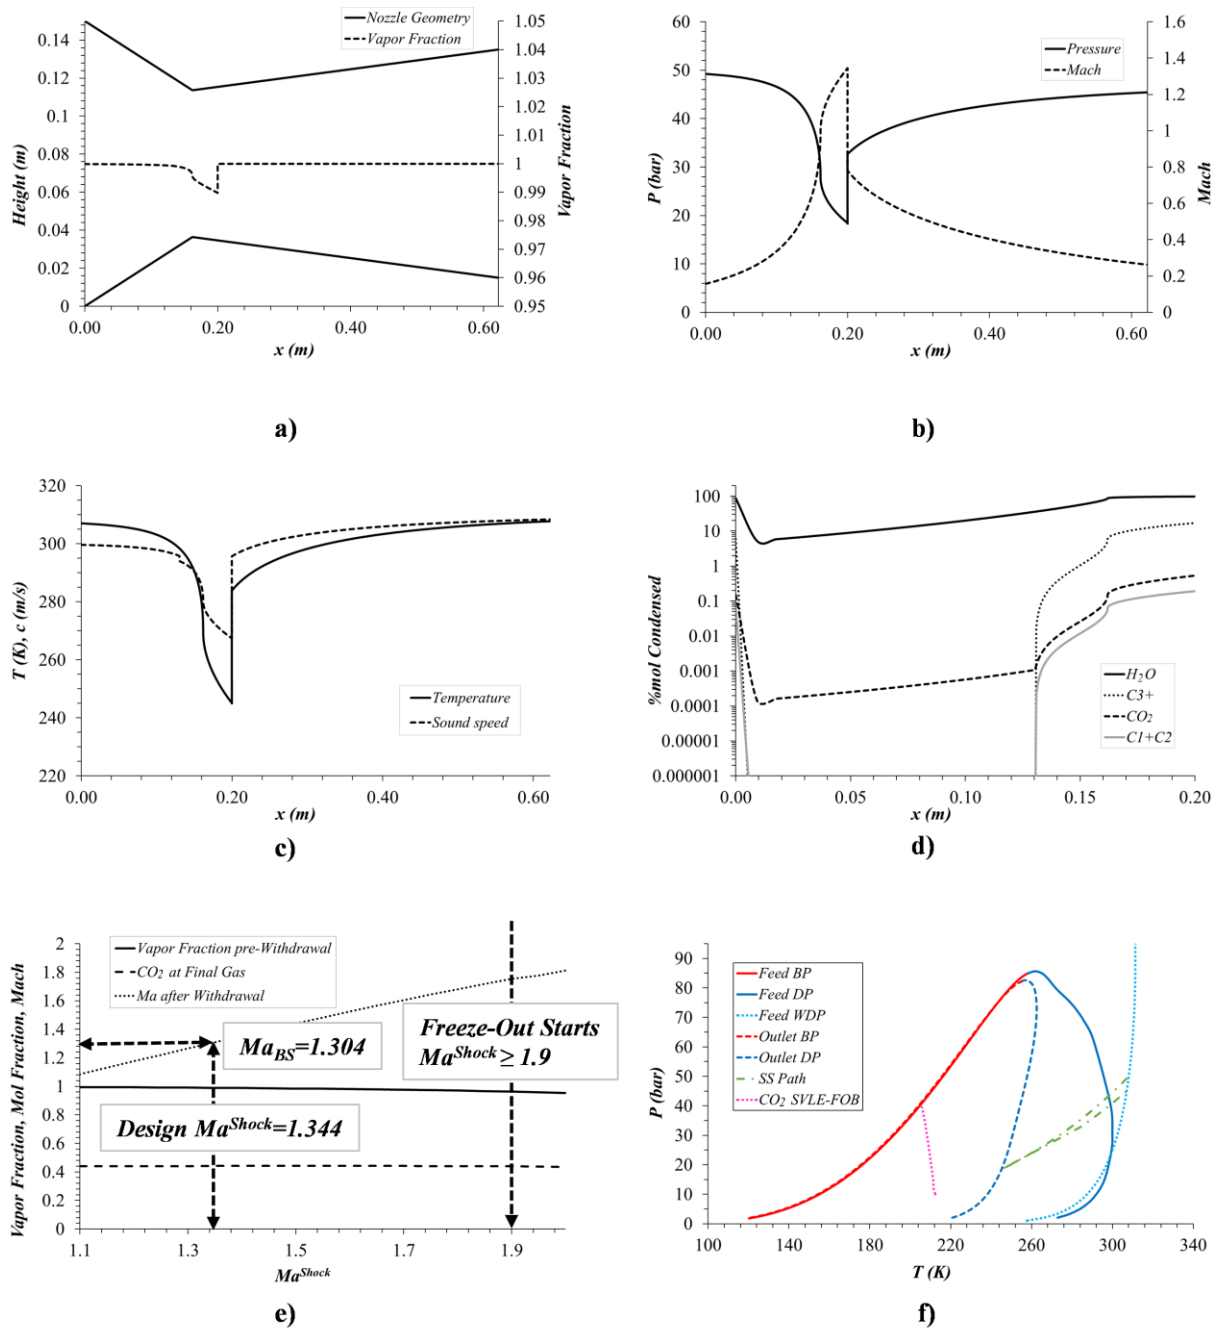 Nozzle Geometry
Vapor Fraction
Height (m)
0.14
0.12
0.1
0.08
0.06
0.04
0.02
0
1.05
1.04
1.03
1.02
1.01
1
0.99
0.98
0.97
0.96
0.95
Vapor Fraction
0.00 0.20 0.40 0.60
x (m)
a)
Pressure
Mach
P (bar)
60
50
40
30
20
10
0
1.6
1.4
1.2
1
0.8
0.6
0.4
0.2
0
Mach
0.00 0.20 0.40 0.60
x (m)
b)
T (K), c (m/s)
320
300
280
260
240
220
Temperature
Sound speed
0.00 0.20 0.40 0.60
x (m)
c)
%mol Condensed
100
10
1
0.1
0.01
0.001
0.0001
0.00001
0.000001
H₂O
C3+
CO₂
C1+C2
0.00 0.05 0.10 0.15 0.20
x (m)
d)
Vapor Fraction, Mol Fraction, Mach
2
1.8
1.6
1.4
1.2
1
0.8
0.6
0.4
0.2
0
Vapor Fraction pre-Withdrawal
CO₂ at Final Gas
Ma after Withdrawal
Ma_BS=1.304
Freeze-Out Starts
Ma^Shock ≥ 1.9
Design Ma^Shock=1.344
1.1 1.3 1.5 1.7 1.9
Ma^Shock
e)
P (bar)
90
80
70
60
50
40
30
20
10
0
Feed BP
Feed DP
Feed WDP
Outlet BP
Outlet DP
SS Path
CO₂ SVLE-FOB
100 140 180 220 260 300 340
T (K)
f)